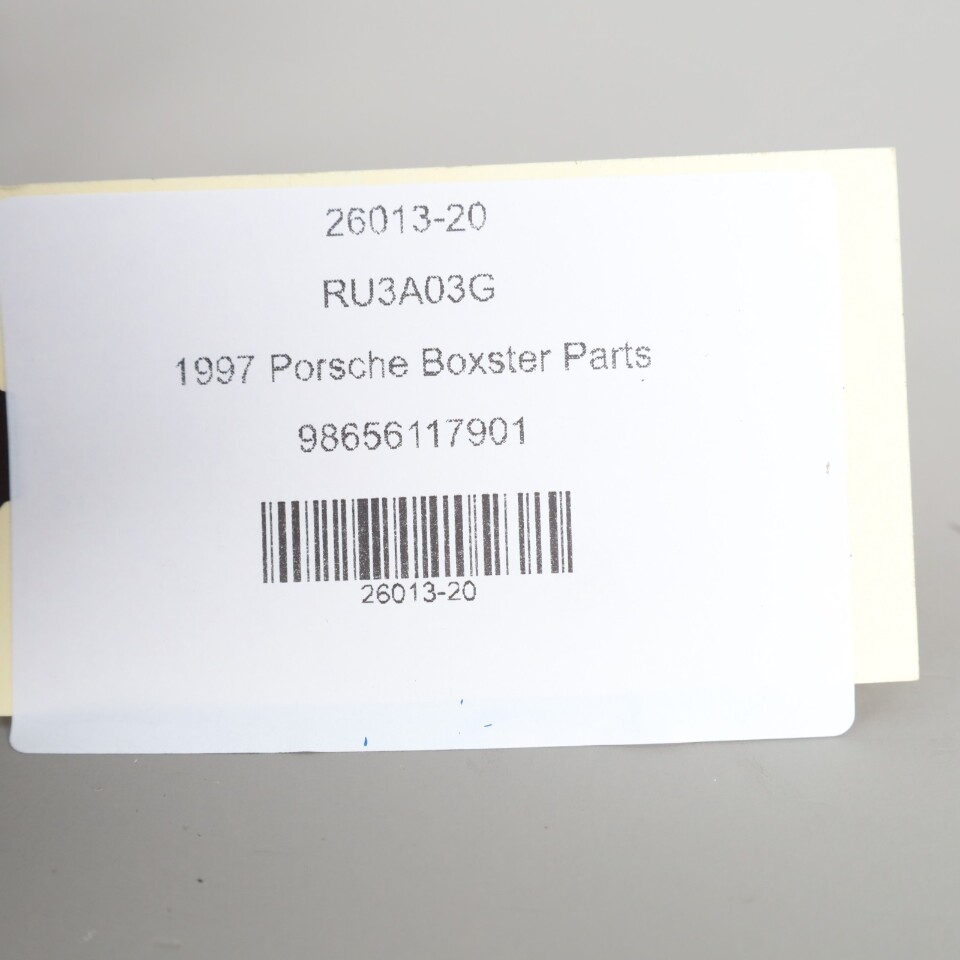 26013-20
RU3A03G
1997 Porsche Boxster Parts
98656117901
26013-20